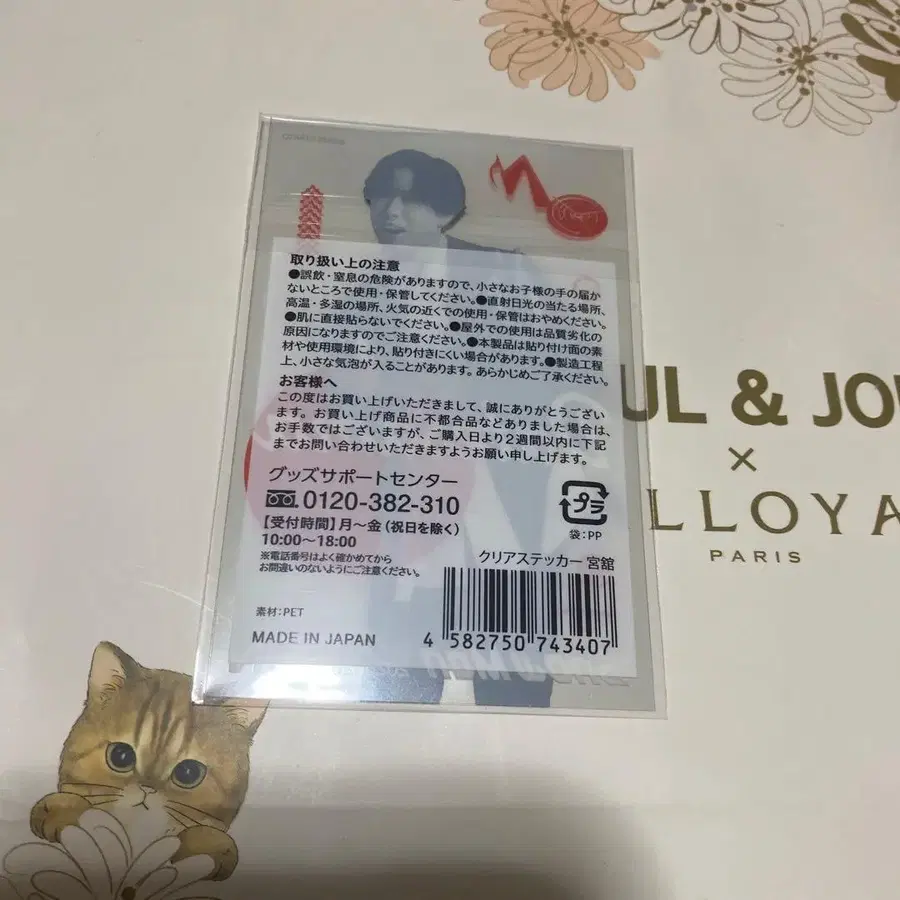 取り扱い上の注意
●誤飲・窒息の危険がありますので、小さなお子様の手の届か
ないところで使用・保管してください。●直射日光の当たる場所、
高温・多湿の場所、火気の近くでの使用・保管はおやめください。
●肌に直接貼らないでください。●屋外での使用は品質劣化の
原因になりますのでご注意ください。●本製品は貼り付け面の素
材や使用環境により、貼り付きにくい場合があります。●製造工程
上、小さな気泡が入ることがあります。あらかじめご了承ください。
お客様へ
この度はお買い上げいただきまして、誠にありがとうござい
ます。お買い上げ商品に不都合品などありました場合は、
お手数ではございますが、ご購入日より2週間以内に下記
までお問い合わせいただきますようお願い申し上げます。
グッズサポートセンター
0120-382-310
【受付時間】月〜金(祝日を除く)
10:00〜18:00
※電話番号はよく確かめてから
お間違いのないようにご注意ください。
プラ
袋:PP
クリアステッカー 宮舘
素材:PET
MADE IN JAPAN
4 582750 743407
UL & JO
×
LLOYA
PARIS